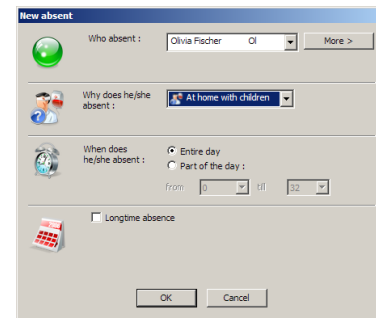 New absent
Who absent : Olivia Fischer Ol More >
Why does he/she absent : At home with children
When does he/she absent : Entire day
Part of the day :
from 0 till 32
Longtime absence
OK Cancel